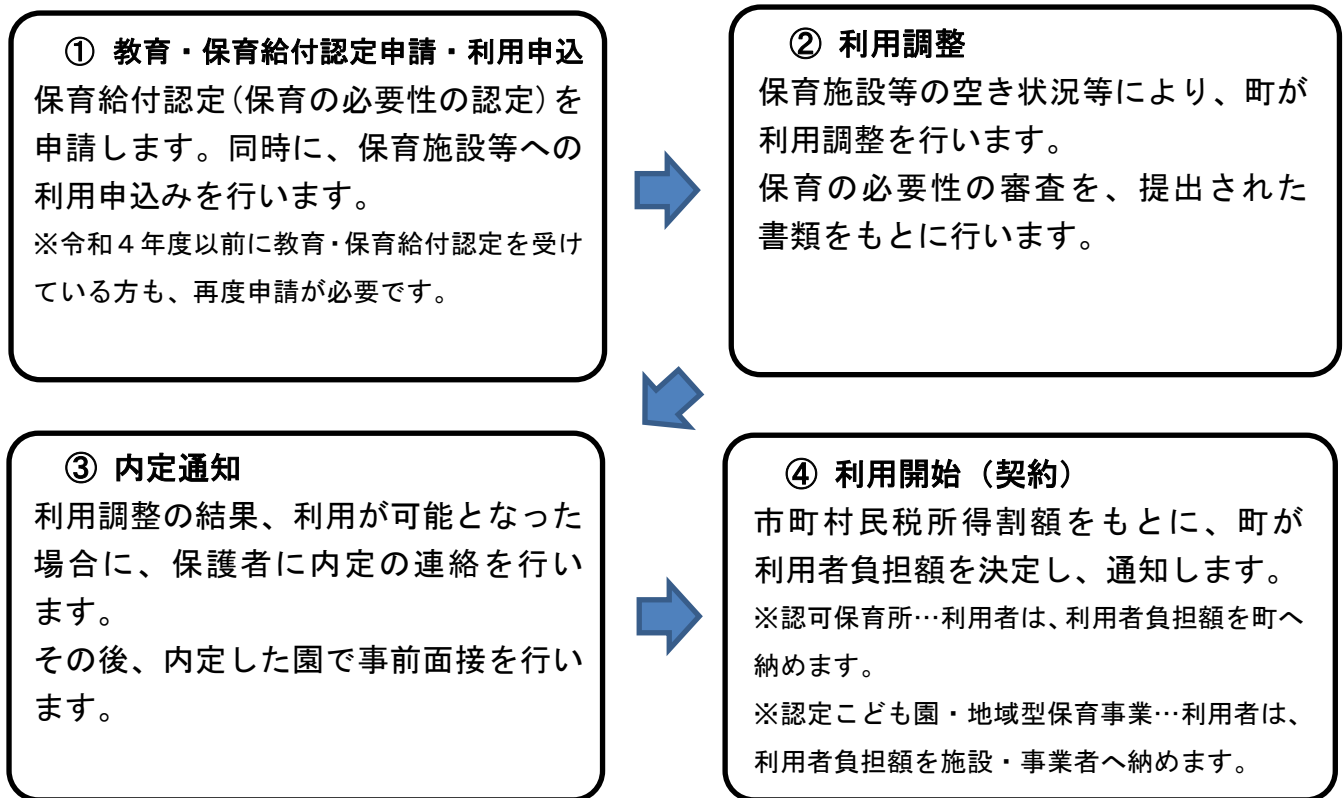 ① 教育・保育給付認定申請・利用申込
保育給付認定(保育の必要性の認定)を
申請します。同時に、保育施設等への
利用申込みを行います。
※令和４年度以前に教育・保育給付認定を受け
ている方も、再度申請が必要です。
② 利用調整
保育施設等の空き状況等により、町が
利用調整を行います。
保育の必要性の審査を、提出された
書類をもとに行います。
③ 内定通知
利用調整の結果、利用が可能となった
場合に、保護者に内定の連絡を行い
ます。
その後、内定した園で事前面接を行い
ます。
④ 利用開始（契約）
市町村民税所得割額をもとに、町が
利用者負担額を決定し、通知します。
※認可保育所…利用者は、利用者負担額を町へ
納めます。
※認定こども園・地域型保育事業…利用者は、
利用者負担額を施設・事業者へ納めます。